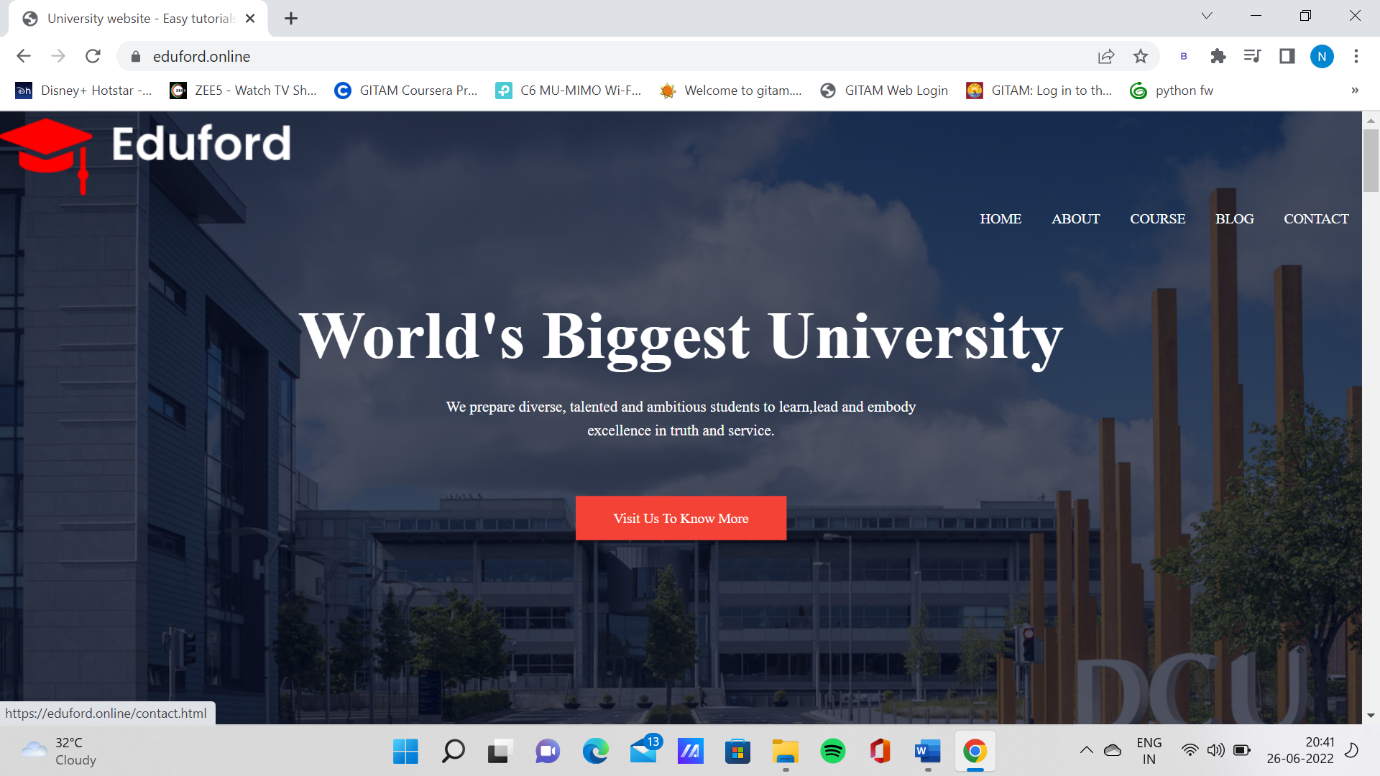 University website - Easy tutorials
eduford.online
B
N
Disney+ Hotstar -...
ZEE5 - Watch TV Sh...
GITAM Coursera Pr...
C6 MU-MIMO Wi-F...
Welcome to gitam....
GITAM Web Login
GITAM: Log in to th...
python fw
»
Eduford
HOME
ABOUT
COURSE
BLOG
CONTACT
World's Biggest University
We prepare diverse, talented and ambitious students to learn,lead and embody
excellence in truth and service.
Visit Us To Know More
DCU
https://eduford.online/contact.html
32°C
Cloudy
13
ENG
IN
20:41
26-06-2022